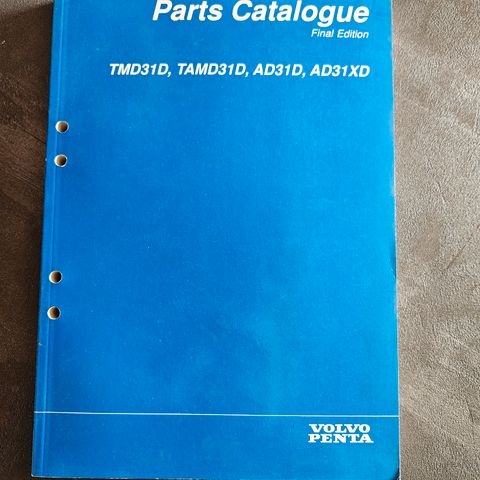 Parts Catalogue
Final Edition
TMD31D, TAMD31D, AD31D, AD31XD
VOLVO
PENTA